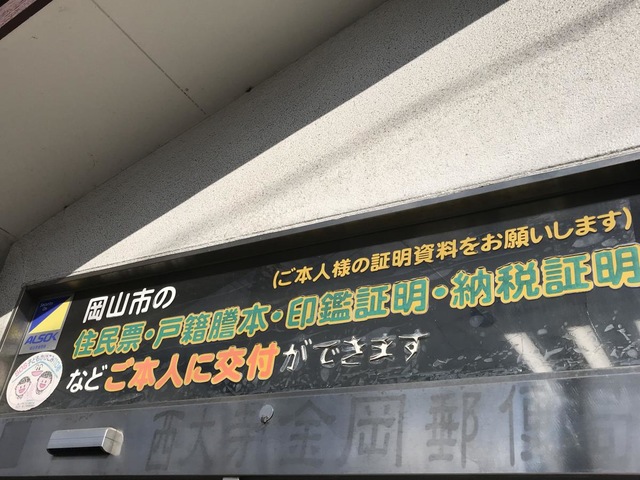 (ご本人様の証明資料をお願いします)
岡山市の
住民票・戸籍謄本・印鑑証明・納税証明
などご本人に交付ができます
ALSOK
西大寺金岡郵便局